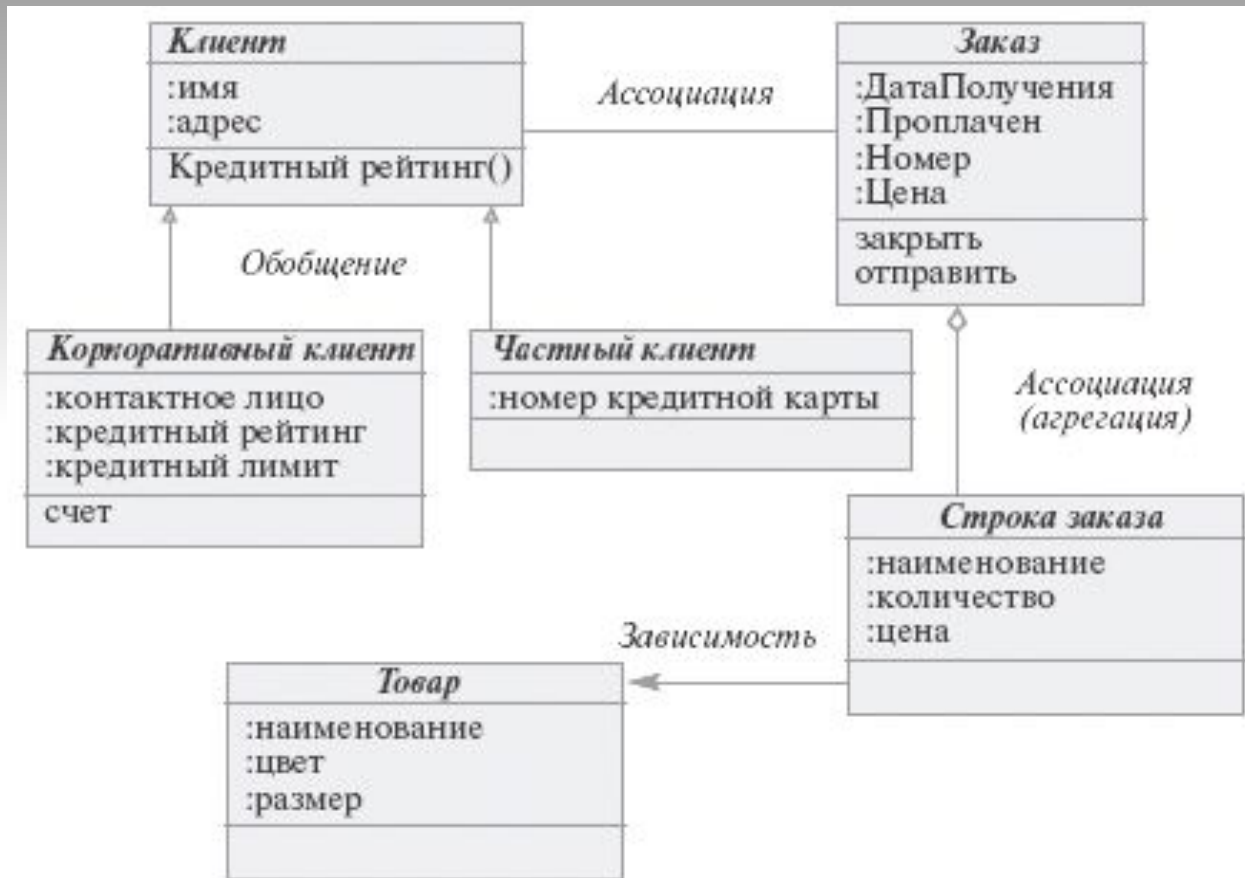 Клиент
:имя
:адрес
Кредитный рейтинг()
Ассоциация
Заказ
:ДатаПолучения
:Проплачен
:Номер
:Цена
закрыть
отправить
Обобщение
Корпоративный клиент
:контактное лицо
:кредитный рейтинг
:кредитный лимит
счет
Частный клиент
:номер кредитной карты
Ассоциация
(агрегация)
Строка заказа
:наименование
:количество
:цена
Зависимость
Товар
:наименование
:цвет
:размер